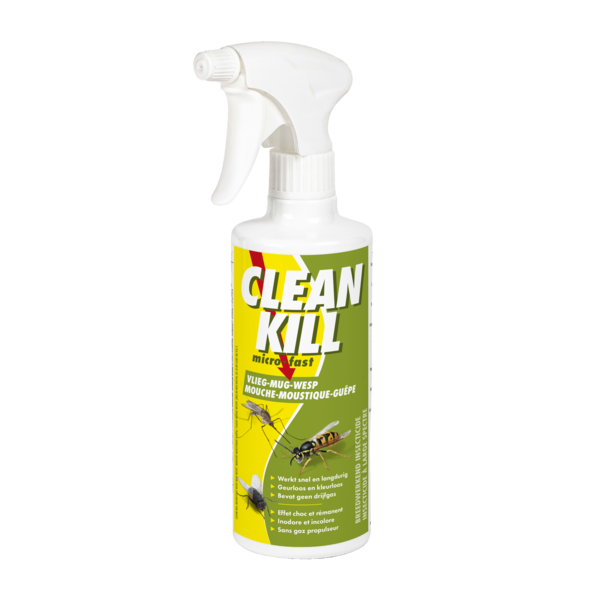 CLEAN
KILL
micro-fast
VLIEG-MUG-WESP
MOUCHE-MOUSTIQUE-GUÊPE
Werkt snel en langdurig
Geurloos en kleurloos
Bevat geen drijfgas
Effet choc et rémanent
Inodore et incolore
Sans gaz propulseur
BREEDWERKEND INSECTICIDE
INSECTICIDE À LARGE SPECTRE